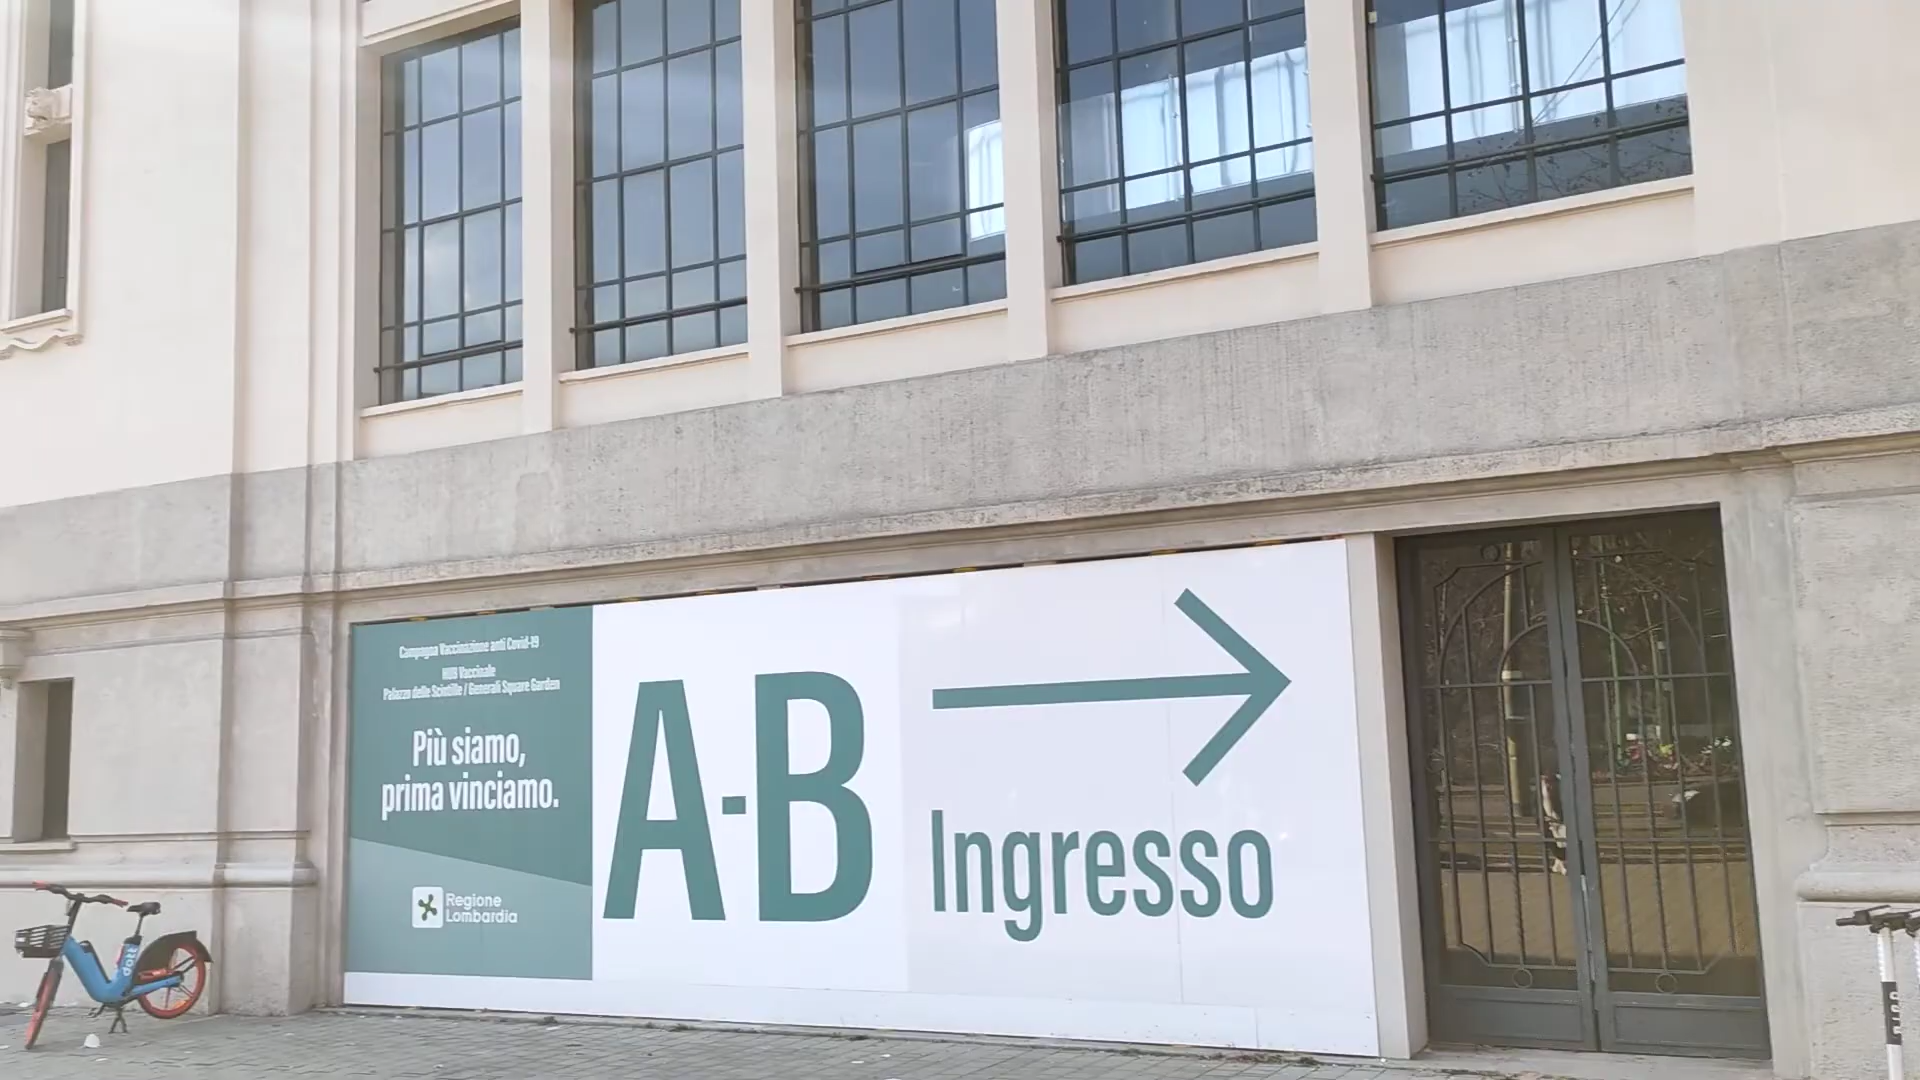 Campagna Vaccinazione anti Covid-19
HUB Vaccinale
Palazzo delle Scintille / Generali Square Garden
Più siamo,
prima vinciamo.
Regione
Lombardia
A-B
Ingresso
dott